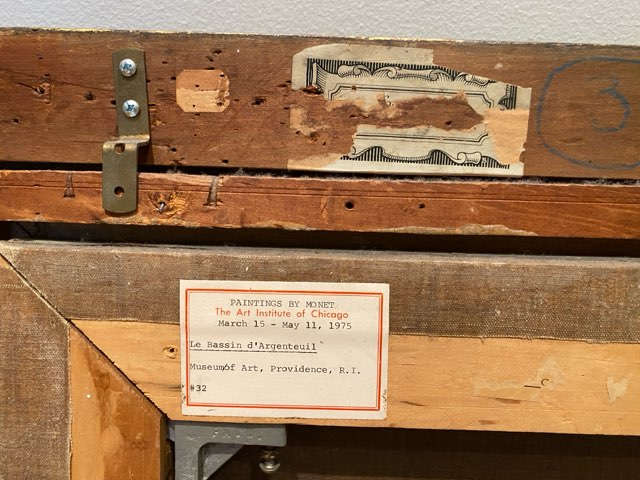 PAINTINGS BY MONET
The Art Institute of Chicago
March 15 - May 11, 1975
Le Bassin d'Argenteuil
Museumof Art, Providence, R.I.
#32